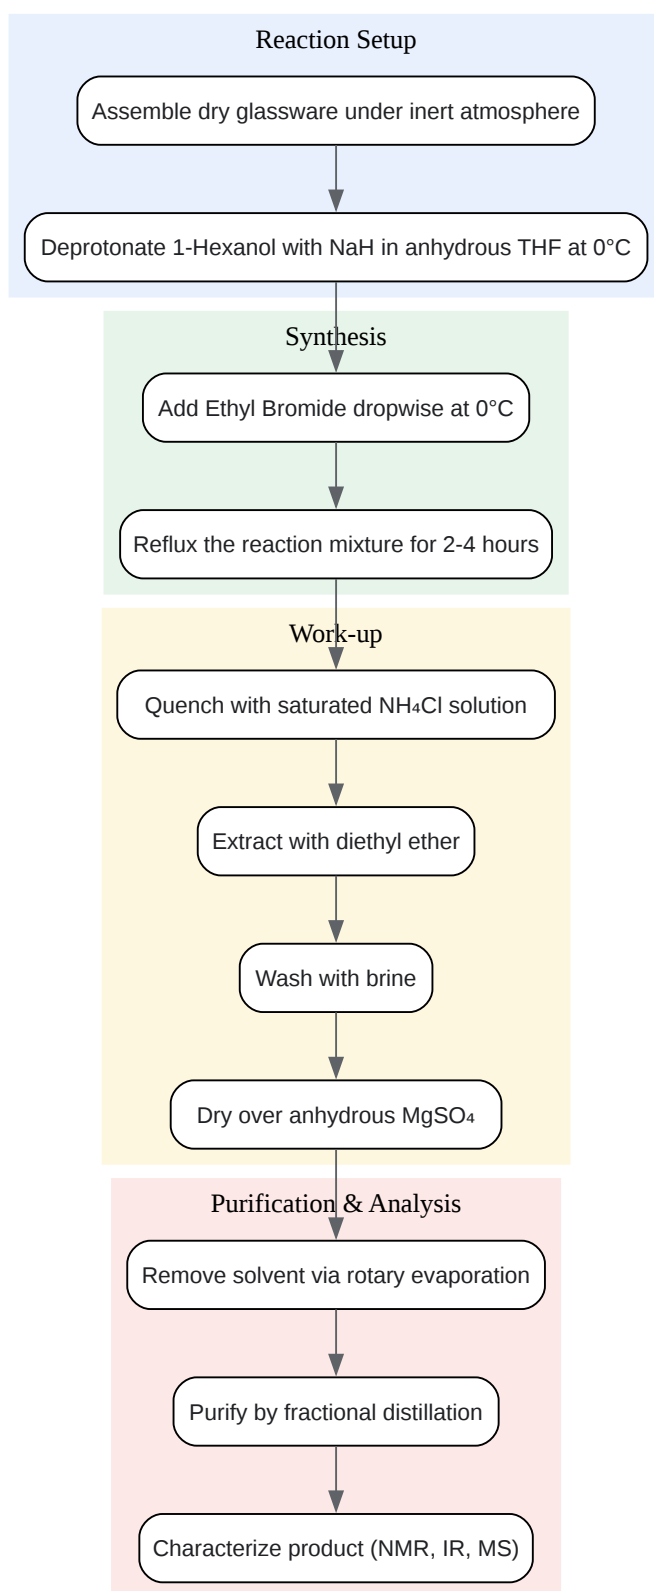 Reaction Setup
Assemble dry glassware under inert atmosphere
Deprotonate 1-Hexanol with NaH in anhydrous THF at 0°C
Synthesis
Add Ethyl Bromide dropwise at 0°C
Reflux the reaction mixture for 2-4 hours
Work-up
Quench with saturated NH₄Cl solution
Extract with diethyl ether
Wash with brine
Dry over anhydrous MgSO₄
Purification & Analysis
Remove solvent via rotary evaporation
Purify by fractional distillation
Characterize product (NMR, IR, MS)